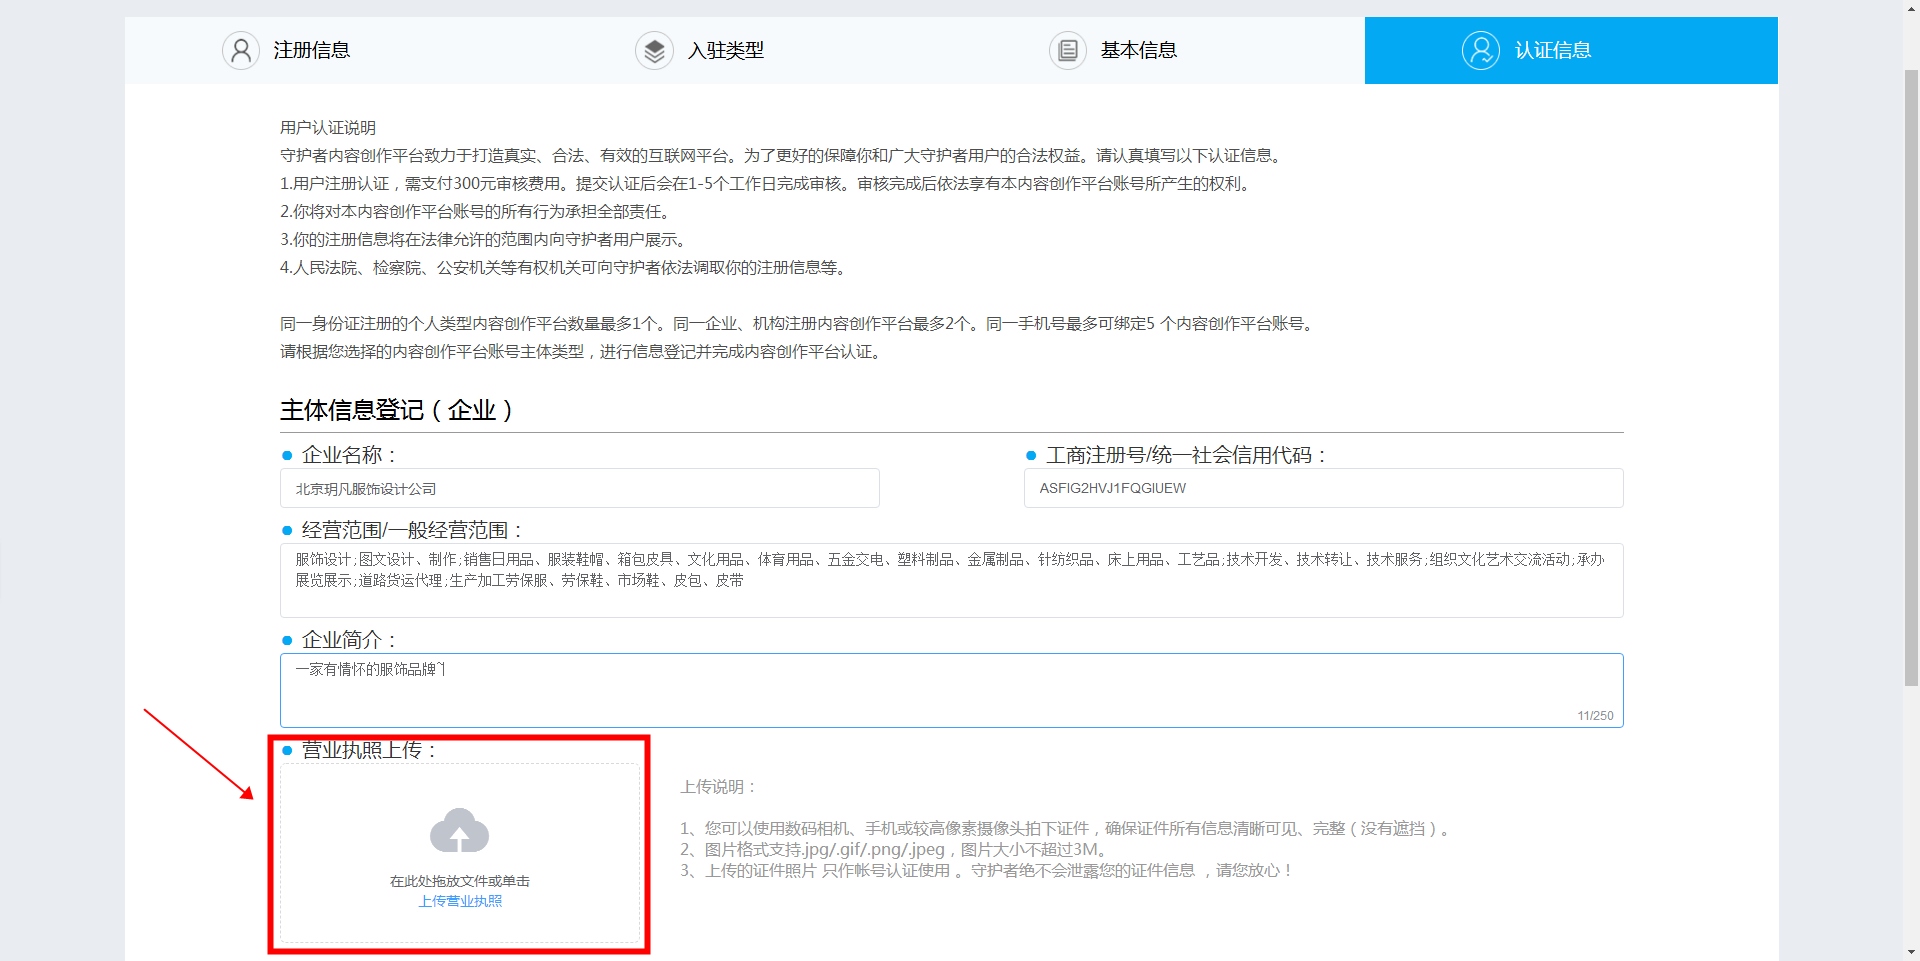 注册信息
入驻类型
基本信息
认证信息
用户认证说明
守护者内容创作平台致力于打造真实、合法、有效的互联网平台。为了更好的保障你和广大守护者用户的合法权益。请认真填写以下认证信息。
1.用户注册认证，需支付300元审核费用。提交认证后会在1-5个工作日完成审核。审核完成后依法享有本内容创作平台账号所产生的权利。
2.你将对本内容创作平台账号的所有行为承担全部责任。
3.你的注册信息将在法律允许的范围内向守护者用户展示。
4.人民法院、检察院、公安机关等有权机关可向守护者依法调取你的注册信息等。
同一身份证注册的个人类型内容创作平台数量最多1个。同一企业、机构注册内容创作平台最多2个。同一手机号最多可绑定5 个内容创作平台账号。
请根据您选择的内容创作平台账号主体类型，进行信息登记并完成内容创作平台认证。
主体信息登记（企业）
企业名称：
工商注册号/统一社会信用代码：
北京玥凡服饰设计公司
ASFIG2HVJ1FQGIUEW
经营范围/一般经营范围：
服饰设计;图文设计、制作;销售日用品、服装鞋帽、箱包皮具、文化用品、体育用品、五金交电、塑料制品、金属制品、针纺织品、床上用品、工艺品;技术开发、技术转让、技术服务;组织文化艺术交流活动;承办
展览展示;道路货运代理;生产加工劳保服、劳保鞋、市场鞋、皮包、皮带
企业简介：
一家有情怀的服饰品牌~
11/250
营业执照上传：
在此处拖放文件或单击
上传营业执照
上传说明：
1、您可以使用数码相机、手机或较高像素摄像头拍下证件，确保证件所有信息清晰可见、完整（没有遮挡）。
2、图片格式支持.jpg/.gif/.png/.jpeg，图片大小不超过3M。
3、上传的证件照片 只作帐号认证使用 。守护者绝不会泄露您的证件信息 ，请您放心！